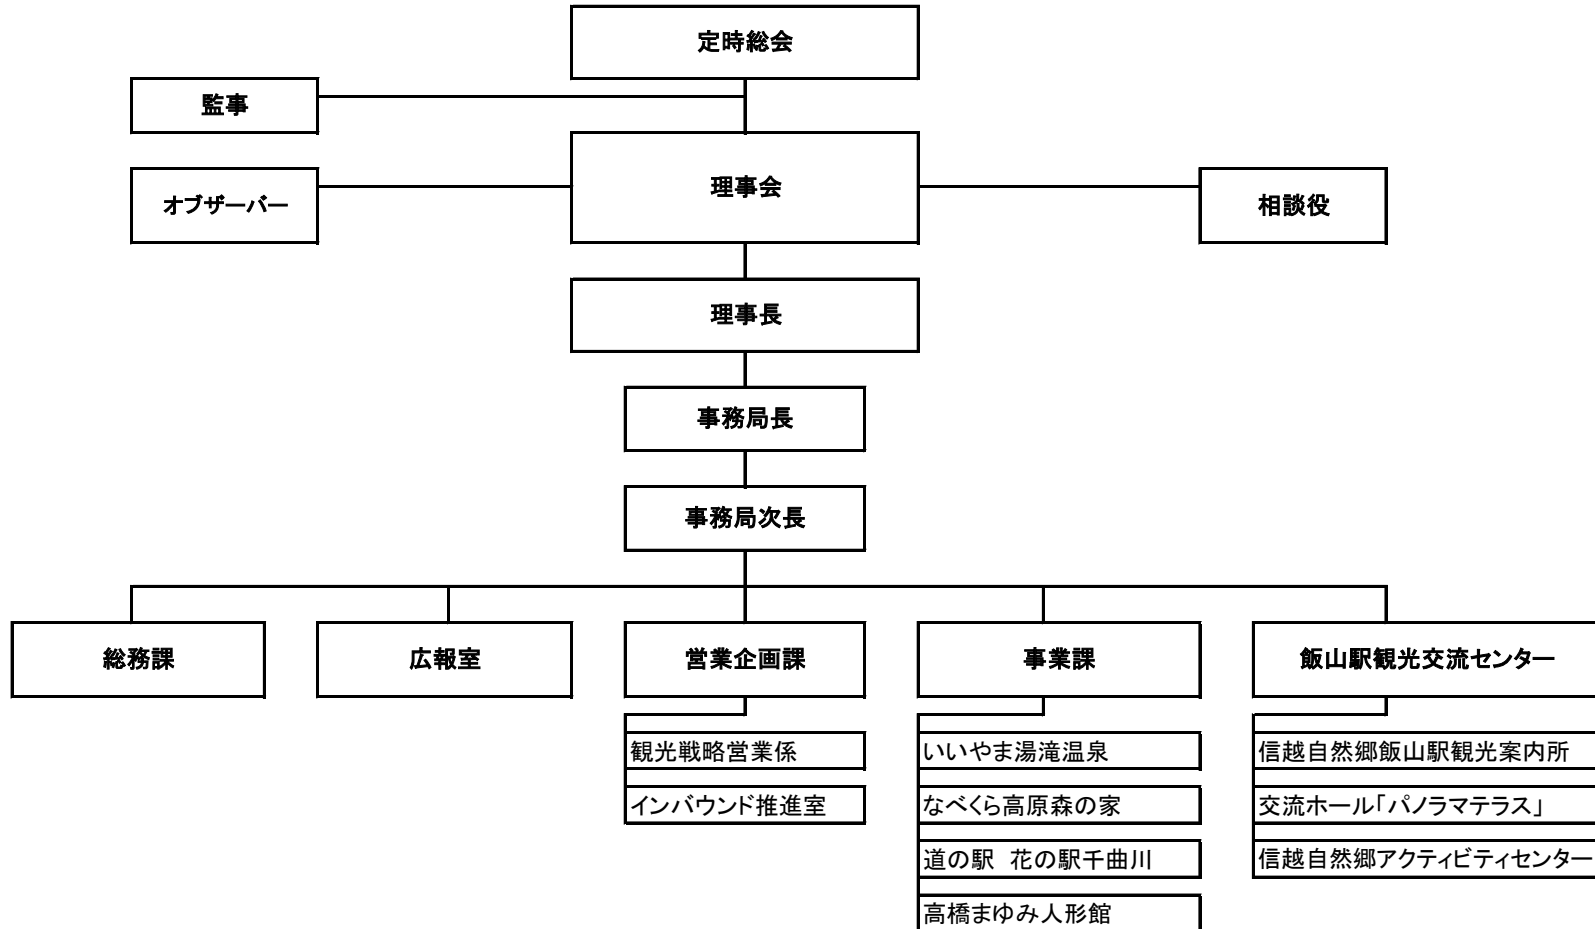 定時総会
監事
理事会
オブザーバー
相談役
理事長
事務局長
事務局次長
総務課
広報室
営業企画課
事業課
飯山駅観光交流センター
観光戦略営業係
いいやま湯滝温泉
信越自然郷飯山駅観光案内所
インバウンド推進室
なべくら高原森の家
交流ホール「パノラマテラス」
道の駅 花の駅千曲川
信越自然郷アクティビティセンター
高橋まゆみ人形館